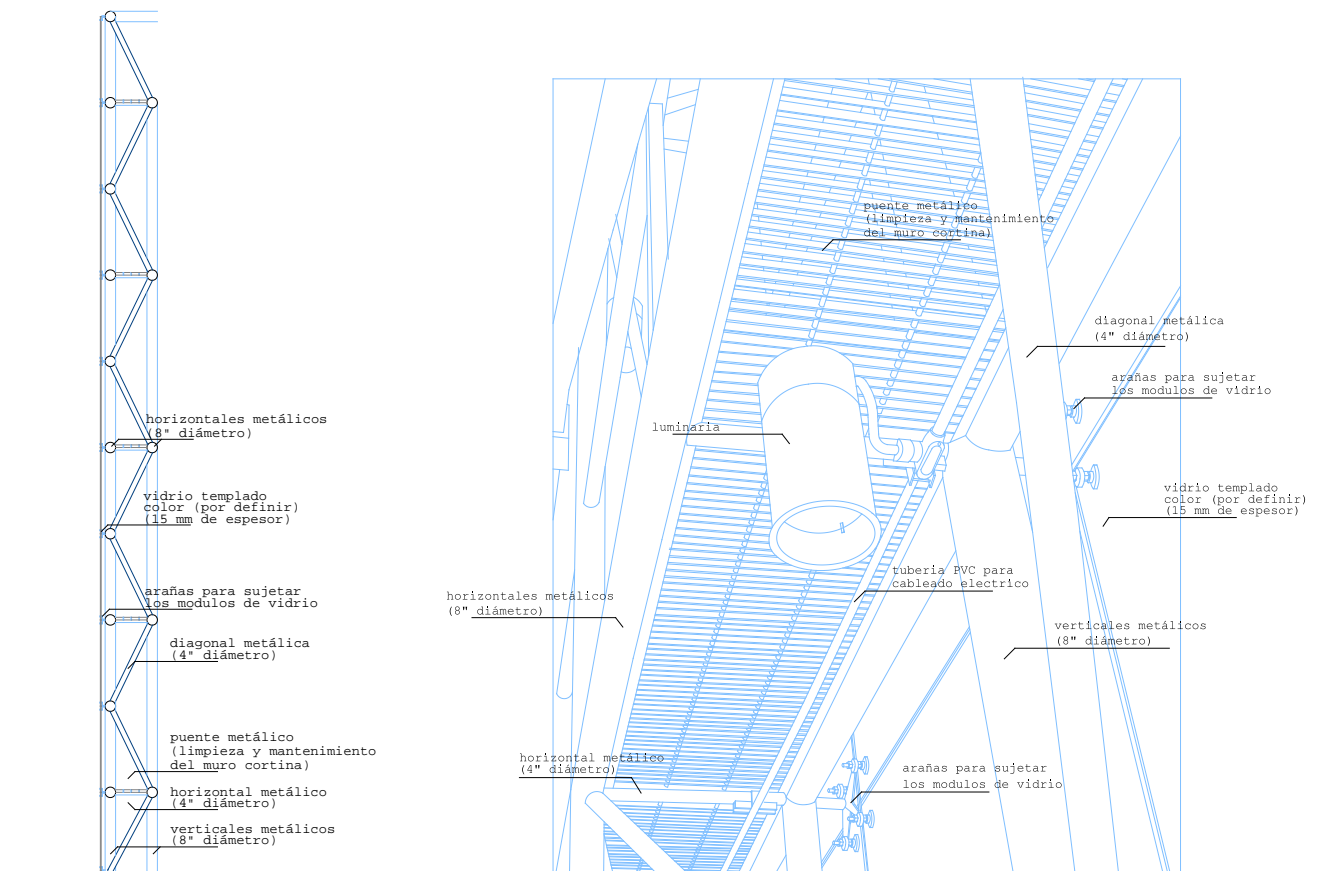 horizontales metálicos
(8" diámetro)
vidrio templado
color (por definir)
(15 mm de espesor)
arañas para sujetar
los modulos de vidrio
diagonal metálica
(4" diámetro)
puente metálico
(limpieza y mantenimiento
del muro cortina)
horizontal metálico
(4" diámetro)
verticales metálicos
(8" diámetro)
puente metálico
(limpieza y mantenimiento
del muro cortina)
diagonal metálica
(4" diámetro)
arañas para sujetar
los modulos de vidrio
luminaria
vidrio templado
color (por definir)
(15 mm de espesor)
tuberia PVC para
cableado electrico
horizontales metálicos
(8" diámetro)
verticales metálicos
(8" diámetro)
horizontal metálico
(4" diámetro)
arañas para sujetar
los modulos de vidrio